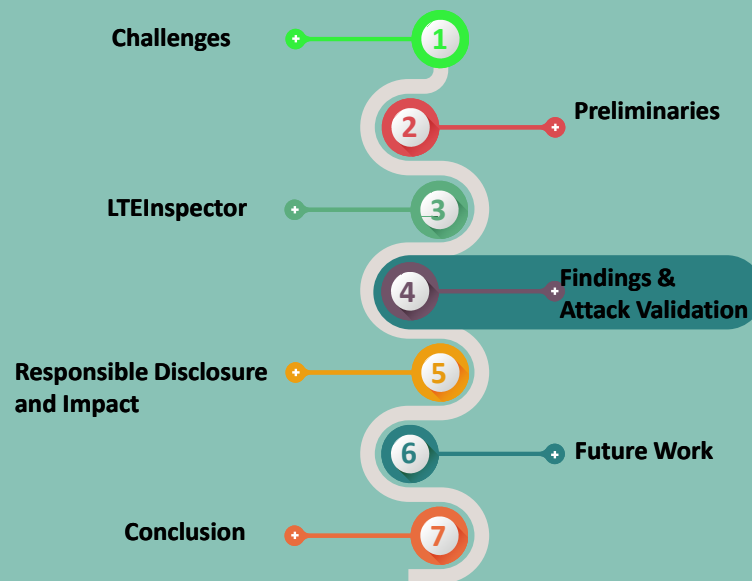 Challenges
1
2
Preliminaries
LTEInspector
3
4
Findings &
Attack Validation
Responsible Disclosure
and Impact
5
6
Future Work
Conclusion
7